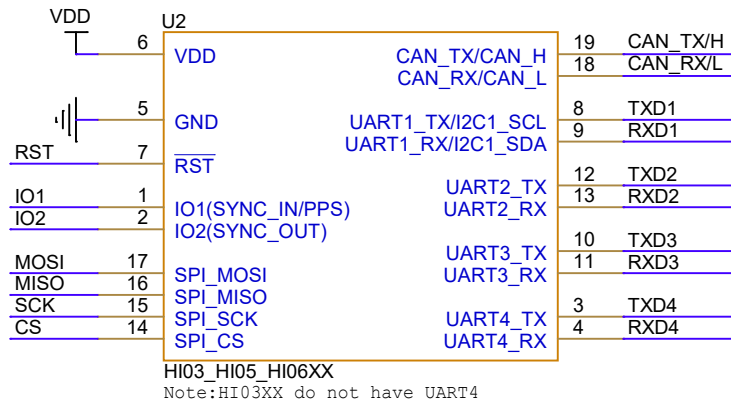 VDD
U2
6 VDD
CAN_TX/CAN_H 19 CAN_TX/H
CAN_RX/CAN_L 18 CAN_RX/L
5 GND
UART1_TX/I2C1_SCL 8 TXD1
UART1_RX/I2C1_SDA 9 RXD1
RST 7 RST
UART2_TX 12 TXD2
IO1 1 IO1(SYNC_IN/PPS)
UART2_RX 13 RXD2
IO2 2 IO2(SYNC_OUT)
UART3_TX 10 TXD3
MOSI 17 SPI_MOSI
UART3_RX 11 RXD3
MISO 16 SPI_MISO
SCK 15 SPI_SCK
UART4_TX 3 TXD4
CS 14 SPI_CS
UART4_RX 4 RXD4
HI03_HI05_HI06XX
Note:HI03XX do not have UART4